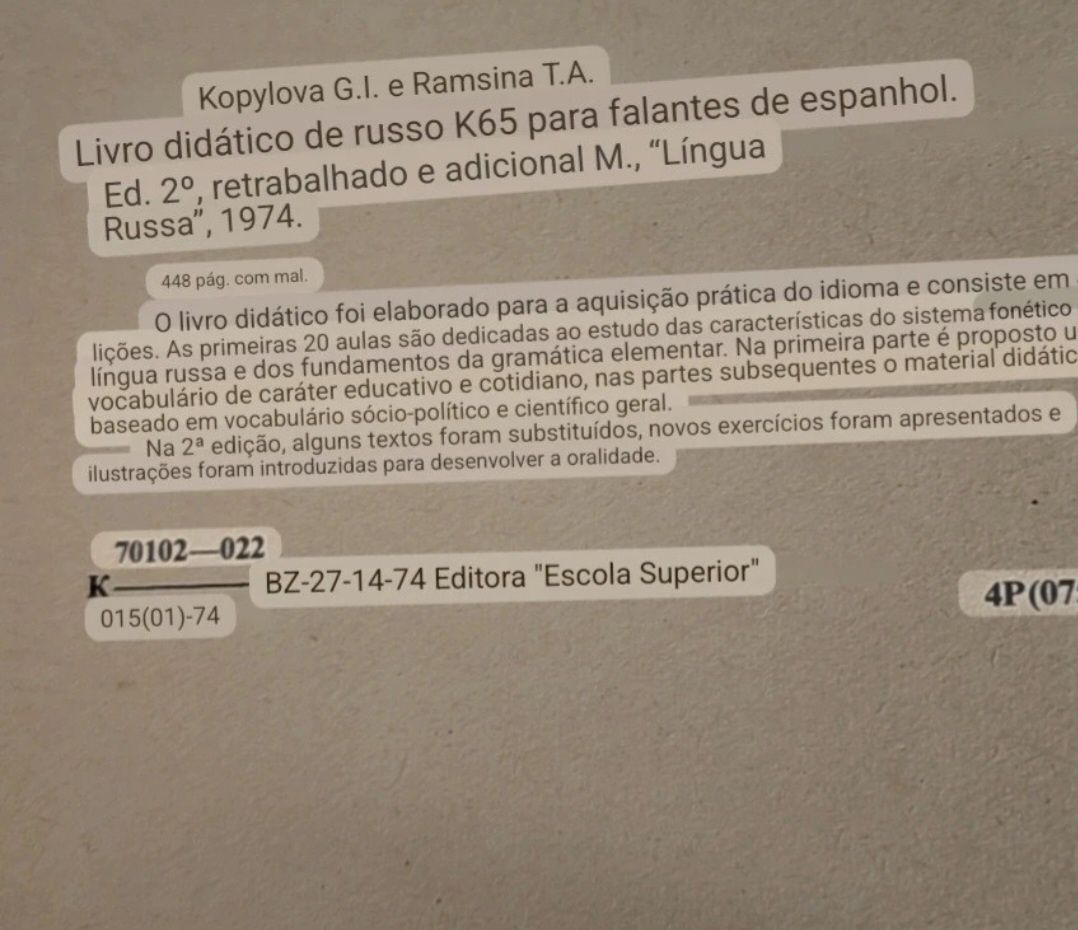 Kopylova G.I. e Ramsina T.A.
Livro didático de russo K65 para falantes de espanhol.
Ed. 2º, retrabalhado e adicional M., “Língua
Russa”, 1974.
448 pág. com mal.
O livro didático foi elaborado para a aquisição prática do idioma e consiste em
lições. As primeiras 20 aulas são dedicadas ao estudo das características do sistema fonético
língua russa e dos fundamentos da gramática elementar. Na primeira parte é proposto u
vocabulário de caráter educativo e cotidiano, nas partes subsequentes o material didátic
baseado em vocabulário sócio-político e científico geral.
Na 2ª edição, alguns textos foram substituídos, novos exercícios foram apresentados e
ilustrações foram introduzidas para desenvolver a oralidade.
70102—022
K
BZ-27-14-74 Editora "Escola Superior"
015(01)-74
4P(07